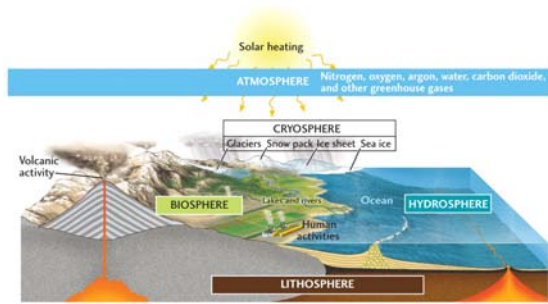 Solar heating
ATMOSPHERE Nitrogen, oxygen, argon, water, carbon dioxide,
and other greenhouse gases
CRYOSPHERE
Glaciers Snow pack Ice sheet Sea ice
Volcanic
activity
BIOSPHERE
Lakes and rivers
Ocean
HYDROSPHERE
Human
activities
LITHOSPHERE